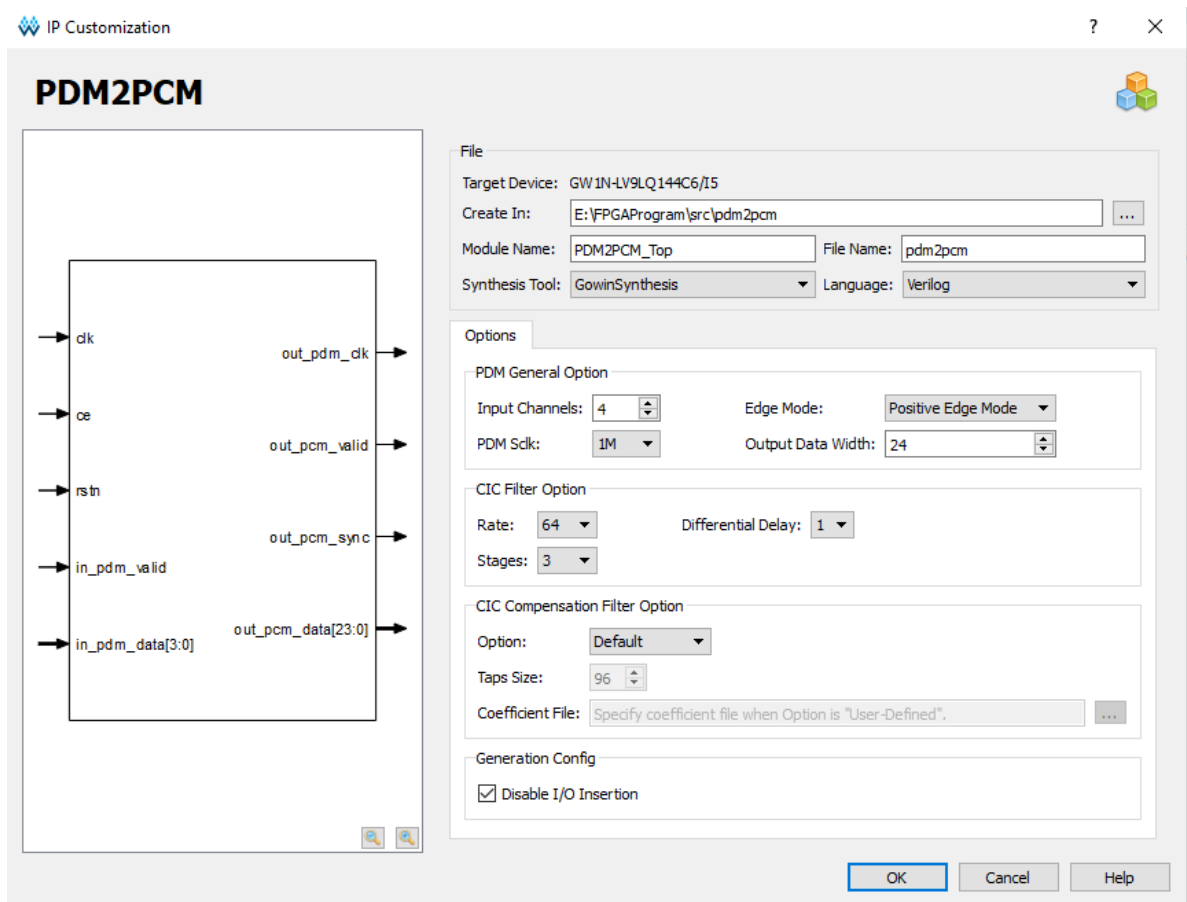 IP Customization
?
PDM2PCM
clk
out_pdm_clk
ce
out_pcm_valid
rstn
out_pcm_sync
in_pdm_valid
out_pcm_data[23:0]
in_pdm_data[3:0]
File
Target Device: GW1N-LV9LQ144C6/I5
Create In: E:\FPGAProgram\src\pdm2pcm ...
Module Name: PDM2PCM_Top File Name: pdm2pcm
Synthesis Tool: GowinSynthesis Language: Verilog
Options
PDM General Option
Input Channels: 4 Edge Mode: Positive Edge Mode
PDM Sclk: 1M Output Data Width: 24
CIC Filter Option
Rate: 64 Differential Delay: 1
Stages: 3
CIC Compensation Filter Option
Option: Default
Taps Size: 96
Coefficient File: Specify coefficient file when Option is "User-Defined". ...
Generation Config
Disable I/O Insertion
OK Cancel Help